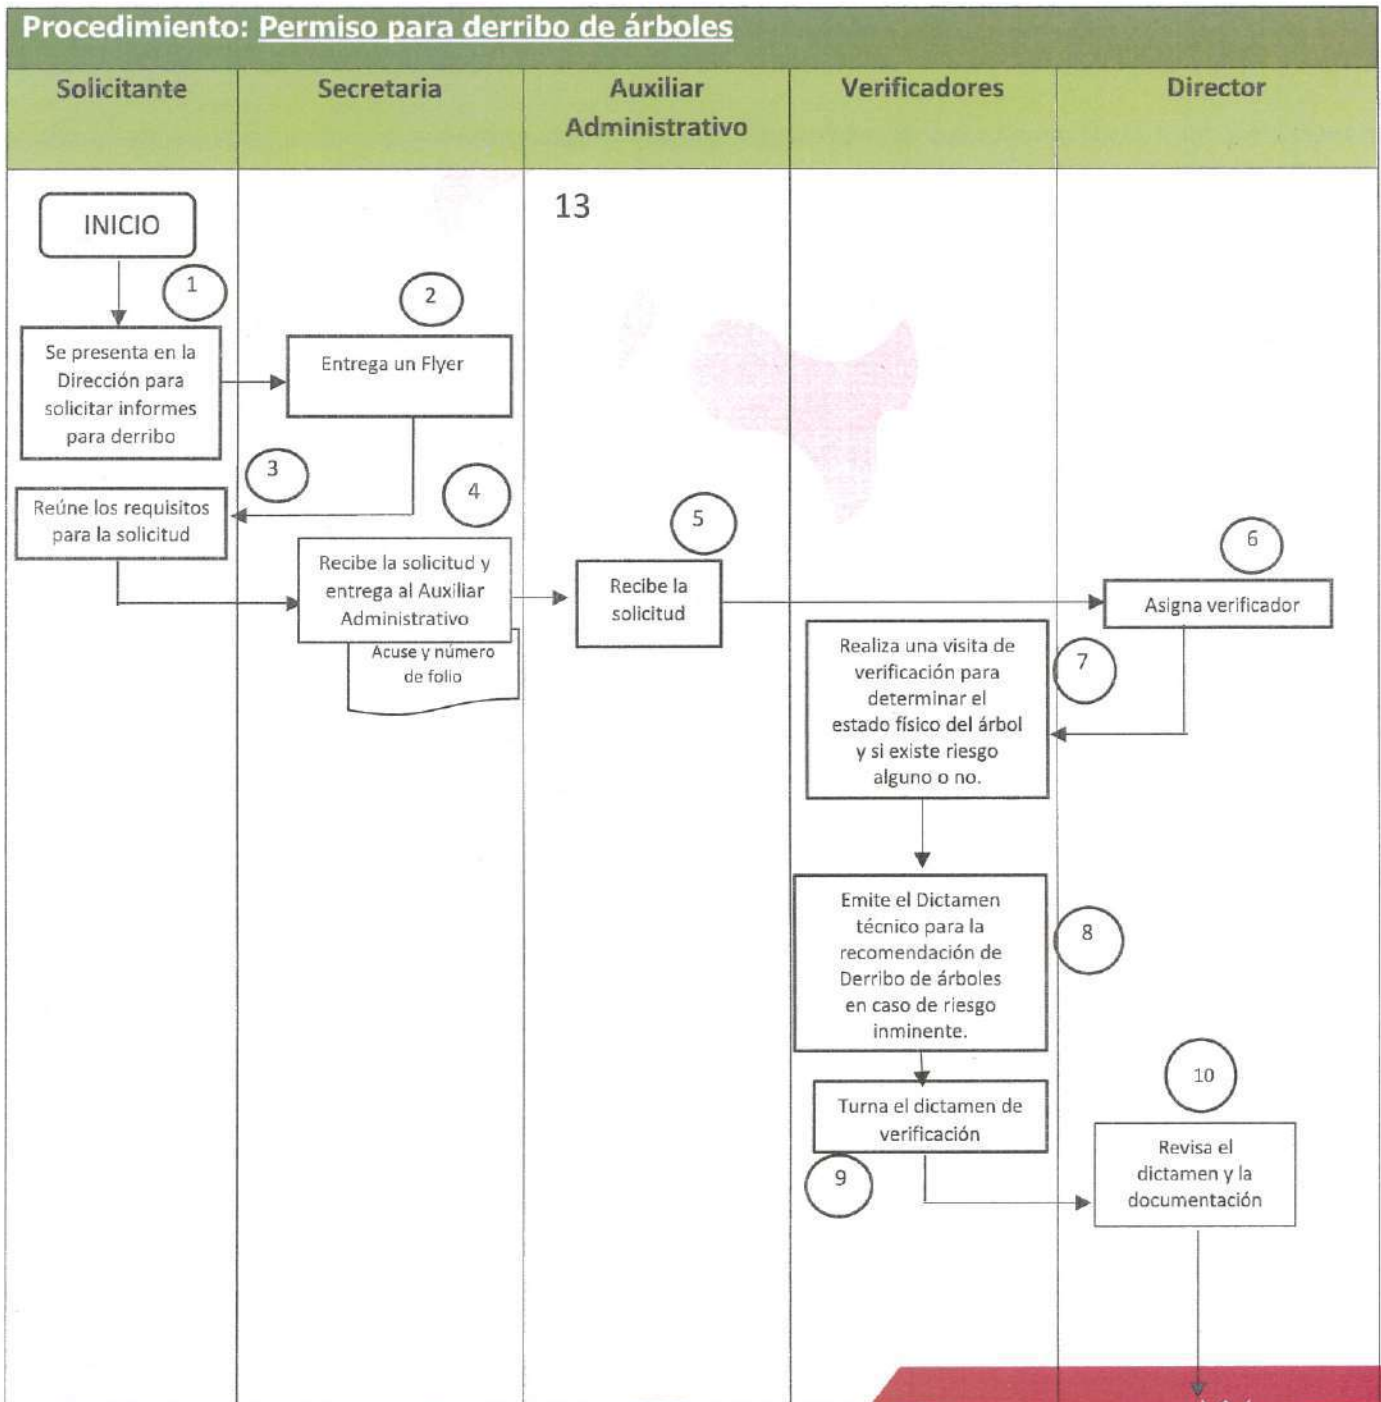 Procedimiento: Permiso para derribo de árboles
Solicitante
Secretaria
Auxiliar
Administrativo
Verificadores
Director
INICIO
13
1
2
Se presenta en la
Dirección para
solicitar informes
para derribo
Entrega un Flyer
3
4
Reúne los requisitos
para la solicitud
5
6
Recibe la solicitud y
entrega al Auxiliar
Administrativo
Acuse y número
de folio
Recibe la
solicitud
Asigna verificador
7
Realiza una visita de
verificación para
determinar el
estado físico del árbol
y si existe riesgo
alguno o no.
8
Emite el Dictamen
técnico para la
recomendación de
Derribo de árboles
en caso de riesgo
inminente.
Turna el dictamen de
verificación
9
10
Revisa el
dictamen y la
documentación